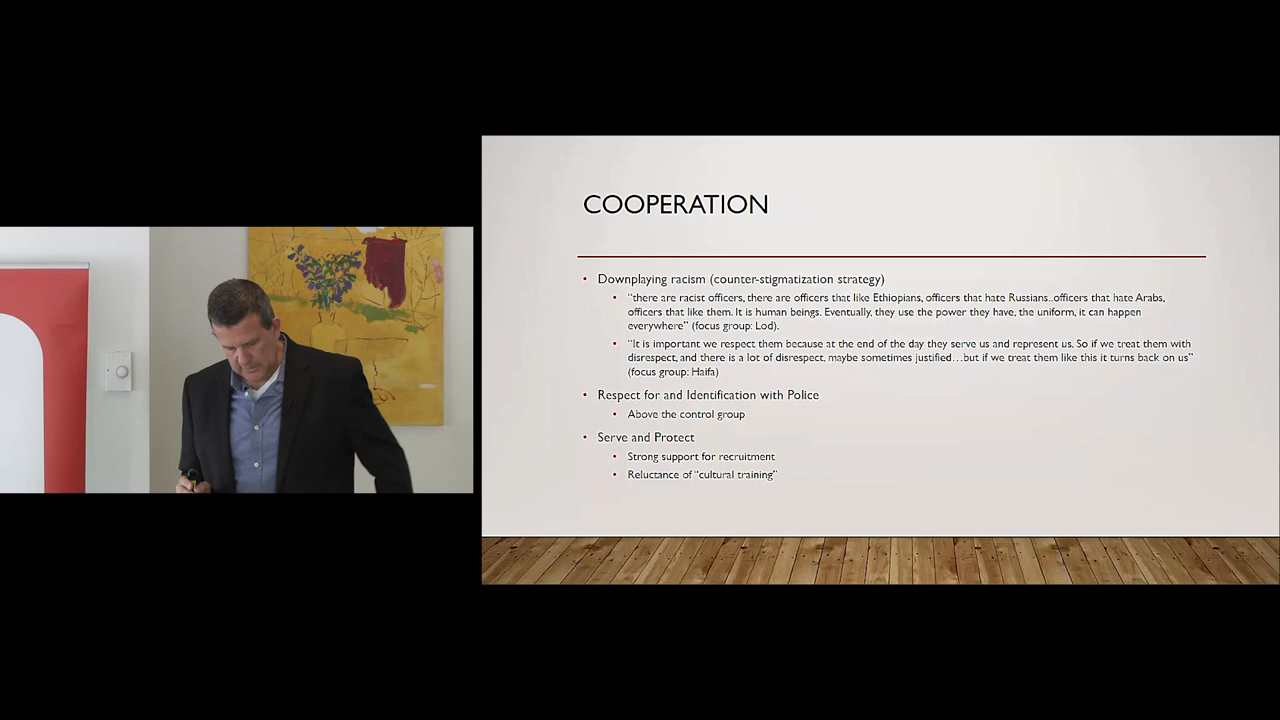 COOPERATION
• Downplaying racism (counter-stigmatization strategy)
• “there are racist officers, there are officers that like Ethiopians, officers that hate Russians..officers that hate Arabs,
officers that like them. It is human beings. Eventually, they use the power they have, the uniform, it can happen
everywhere” (focus group: Lod).
• “It is important we respect them because at the end of the day they serve us and represent us. So if we treat them with
disrespect, and there is a lot of disrespect, maybe sometimes justified…but if we treat them like this it turns back on us”
(focus group: Haifa)
• Respect for and Identification with Police
• Above the control group
• Serve and Protect
• Strong support for recruitment
• Reluctance of “cultural training”